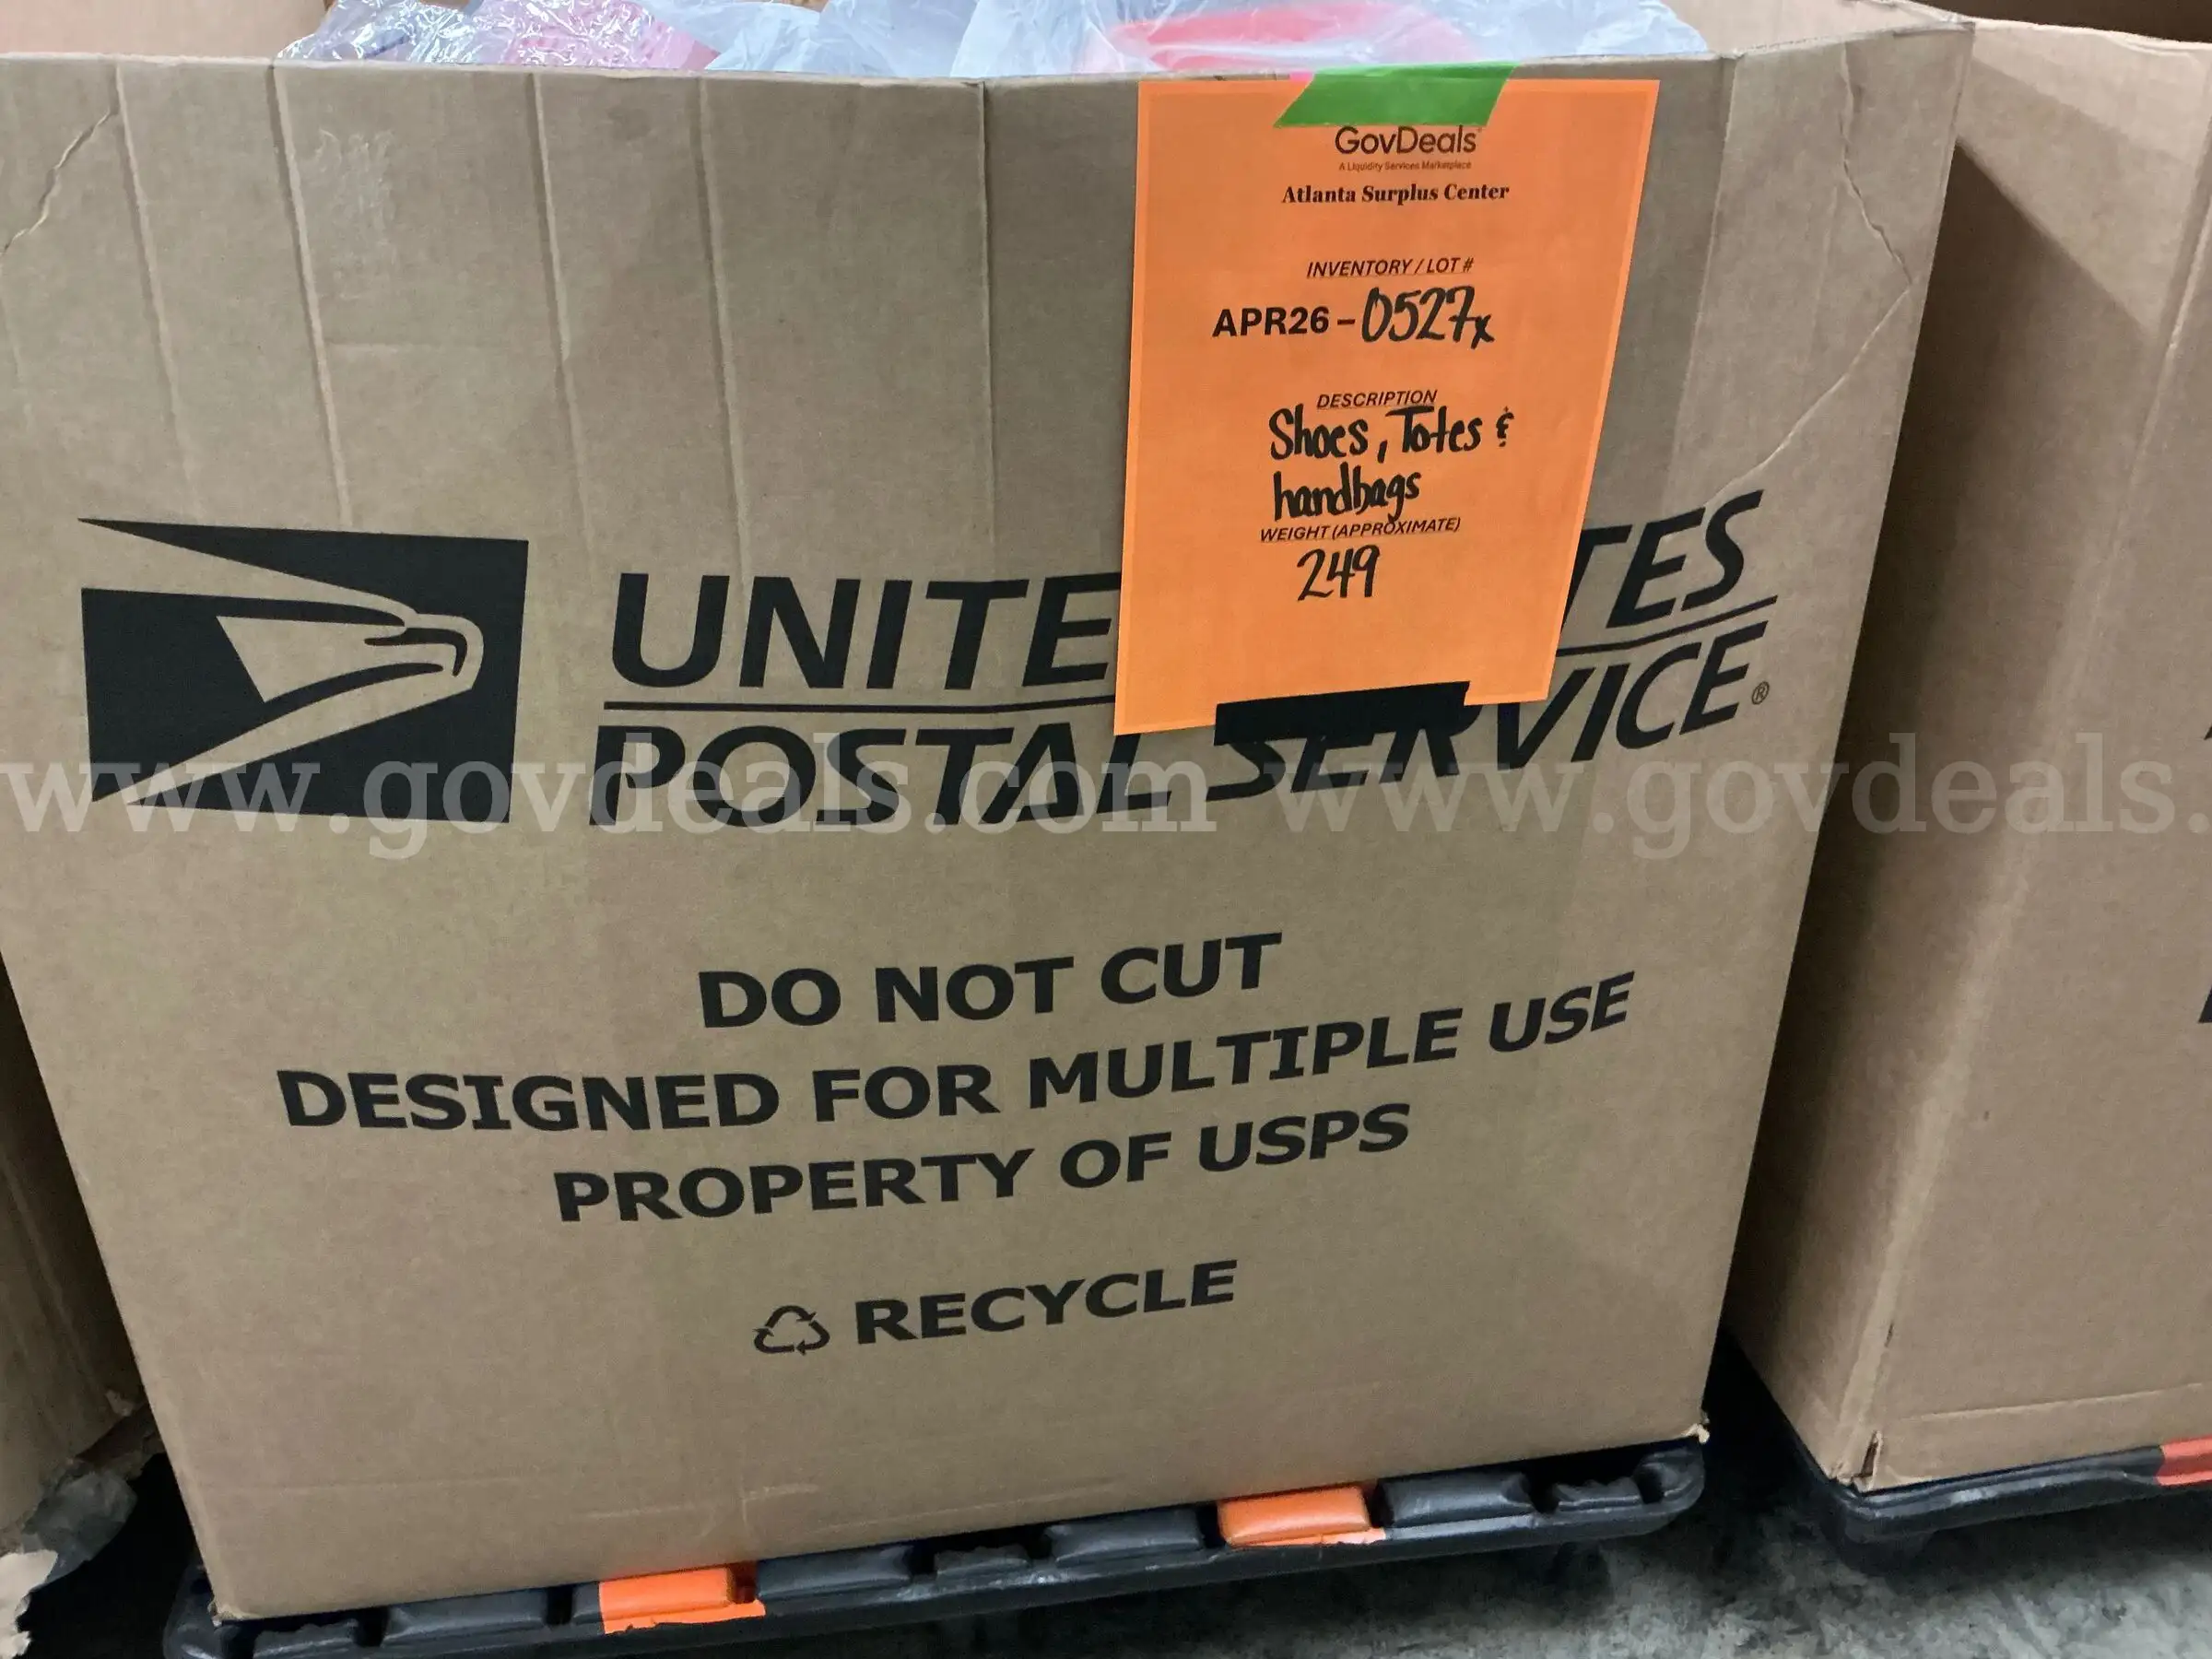 GovDeals
A Liquidity Services Marketplace
Atlanta Surplus Center
INVENTORY / LOT #
APR26 - 0527x
DESCRIPTION
Shoes, Totes &
handbags
WEIGHT (APPROXIMATE)
249
UNITE TES
POSTAL SERVICE®
www.govdeals.com www.govdeals.
DO NOT CUT
DESIGNED FOR MULTIPLE USE
PROPERTY OF USPS
RECYCLE